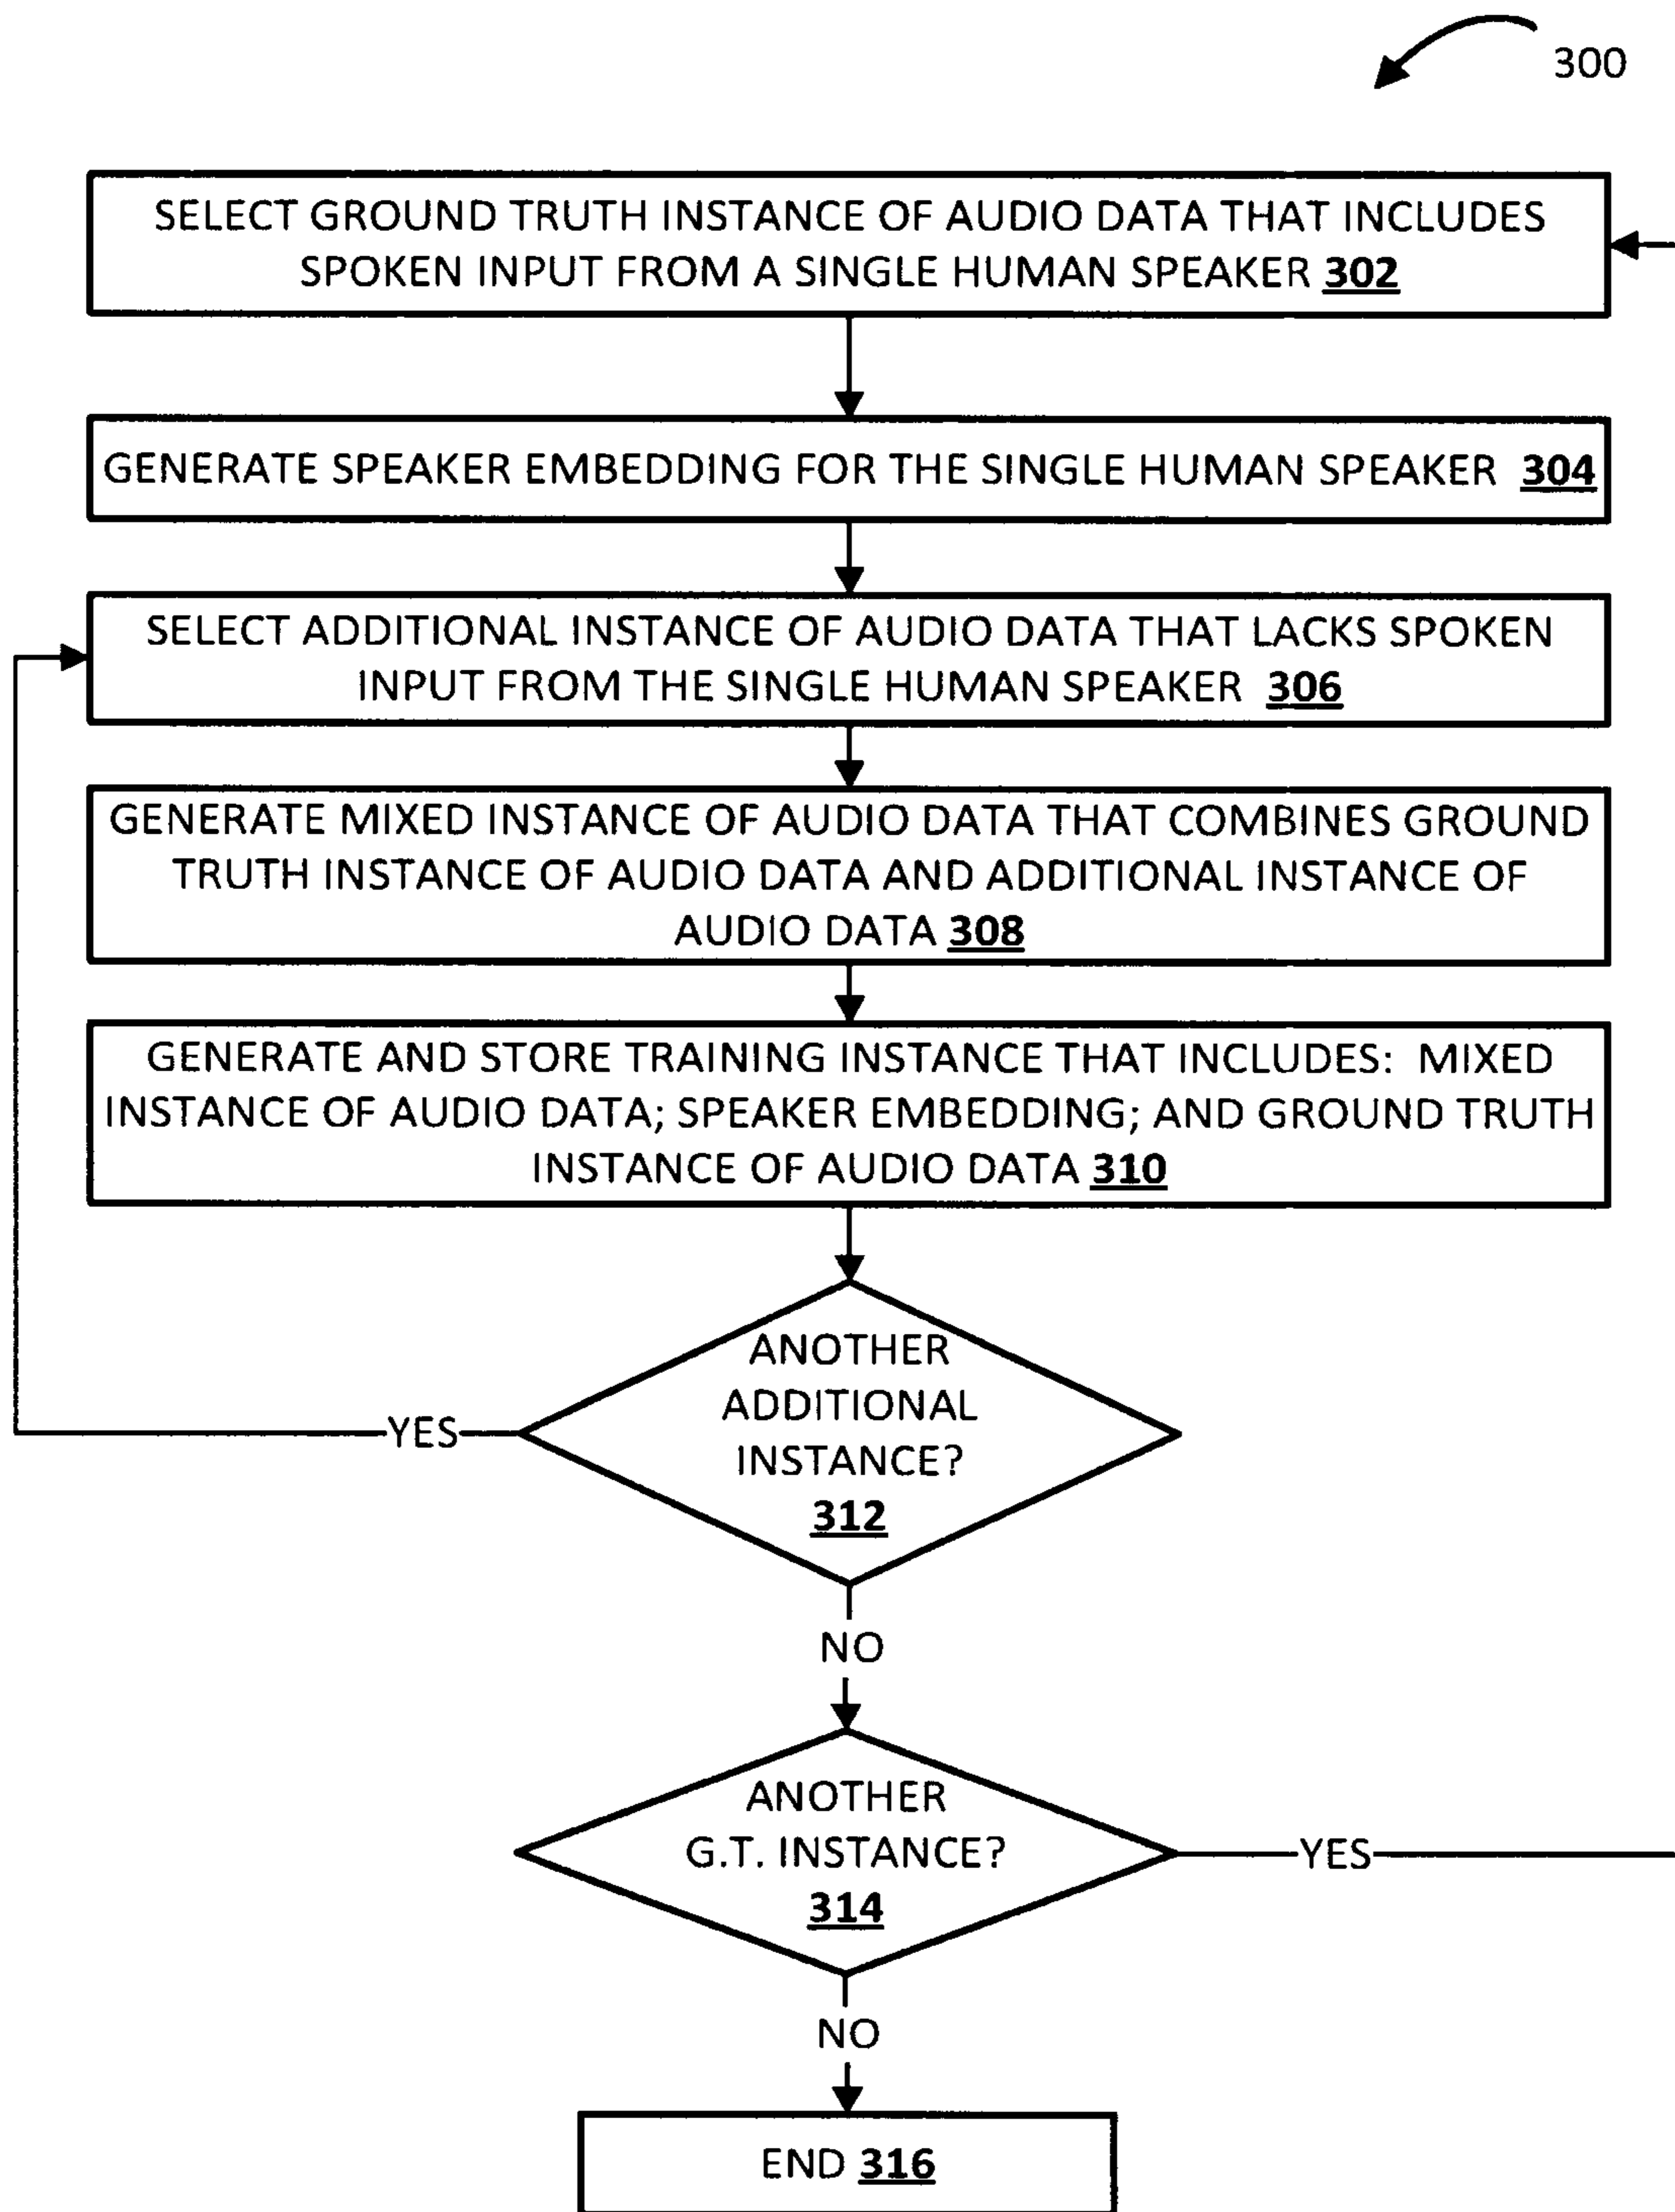 300
SELECT GROUND TRUTH INSTANCE OF AUDIO DATA THAT INCLUDES
SPOKEN INPUT FROM A SINGLE HUMAN SPEAKER 302
GENERATE SPEAKER EMBEDDING FOR THE SINGLE HUMAN SPEAKER 304
SELECT ADDITIONAL INSTANCE OF AUDIO DATA THAT LACKS SPOKEN
INPUT FROM THE SINGLE HUMAN SPEAKER 306
GENERATE MIXED INSTANCE OF AUDIO DATA THAT COMBINES GROUND
TRUTH INSTANCE OF AUDIO DATA AND ADDITIONAL INSTANCE OF
AUDIO DATA 308
GENERATE AND STORE TRAINING INSTANCE THAT INCLUDES: MIXED
INSTANCE OF AUDIO DATA; SPEAKER EMBEDDING; AND GROUND TRUTH
INSTANCE OF AUDIO DATA 310
ANOTHER
ADDITIONAL
INSTANCE?
312
YES
NO
ANOTHER
G.T. INSTANCE?
314
YES
NO
END 316